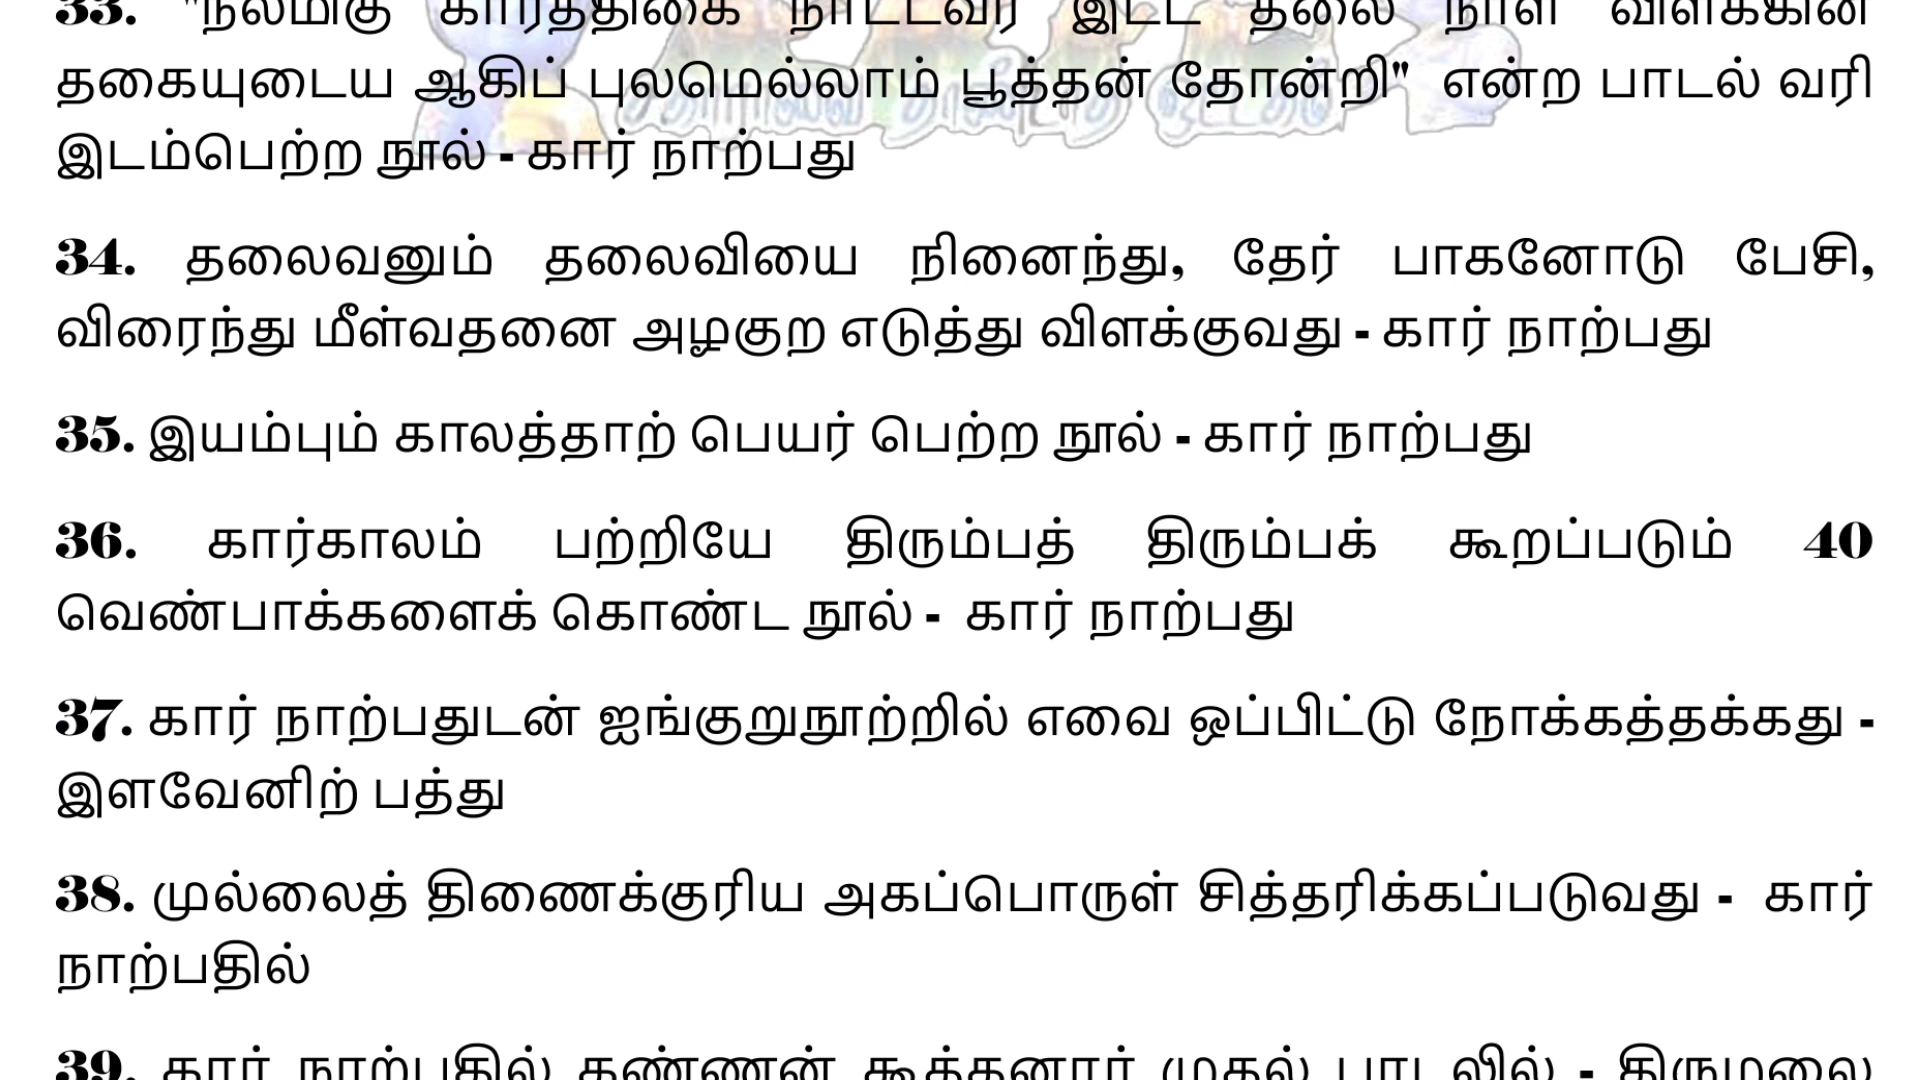 33. "நலமிகு கார்த்திகை நாட்டவர் இட்ட தலை நாள் விளக்கின்
தகையுடைய ஆகிப் புலமெல்லாம் பூத்தன் தோன்றி" என்ற பாடல் வரி
இடம்பெற்ற நூல் - கார் நாற்பது
34. தலைவனும் தலைவியை நினைந்து, தேர் பாகனோடு பேசி,
விரைந்து மீள்வதனை அழகுற எடுத்து விளக்குவது - கார் நாற்பது
35. இயம்பும் காலத்தாற் பெயர் பெற்ற நூல் - கார் நாற்பது
36. கார்காலம் பற்றியே திரும்பத் திரும்பக் கூறப்படும் 40
வெண்பாக்களைக் கொண்ட நூல் - கார் நாற்பது
37. கார் நாற்பதுடன் ஐங்குறுநூற்றில் எவை ஒப்பிட்டு நோக்கத்தக்கது -
இளவேனிற் பத்து
38. முல்லைத் திணைக்குரிய அகப்பொருள் சித்தரிக்கப்படுவது - கார்
நாற்பதில்
39. கார் நாற்பதில் கண்ணன் கூத்தனார் முதல் பாடலில் - திருமலை